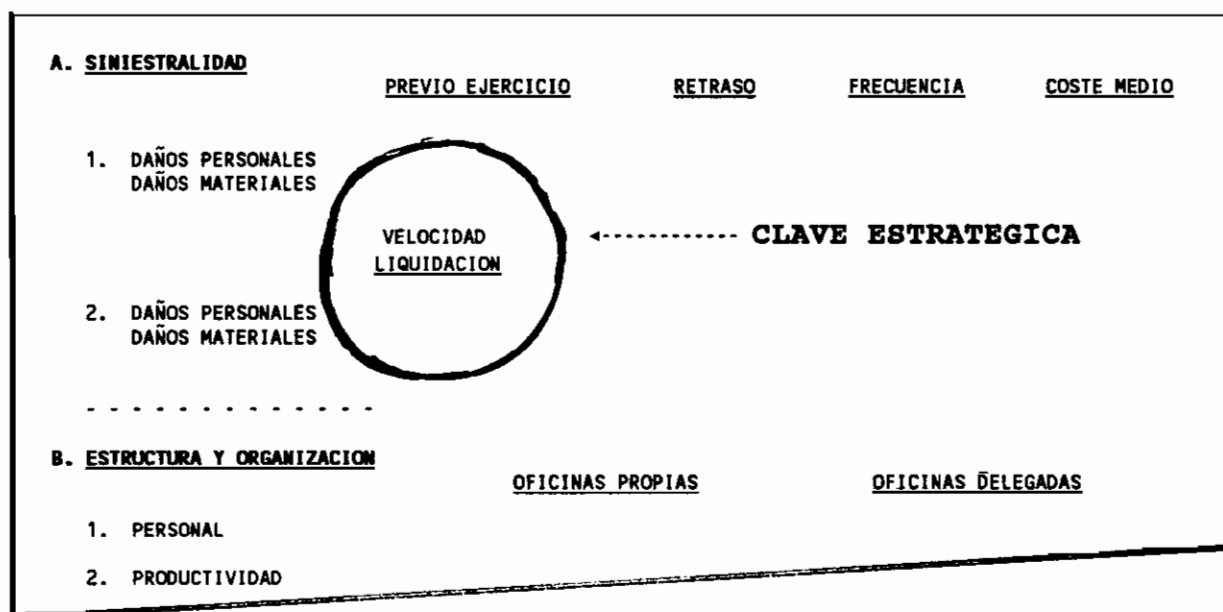 A. SINIESTRALIDAD
PREVIO EJERCICIO RETRASO FRECUENCIA COSTE MEDIO
1. DAÑOS PERSONALES
DAÑOS MATERIALES
VELOCIDAD
LIQUIDACION
CLAVE ESTRATEGICA
2. DAÑOS PERSONALES
DAÑOS MATERIALES
B. ESTRUCTURA Y ORGANIZACION
OFICINAS PROPIAS OFICINAS DELEGADAS
1. PERSONAL
2. PRODUCTIVIDAD